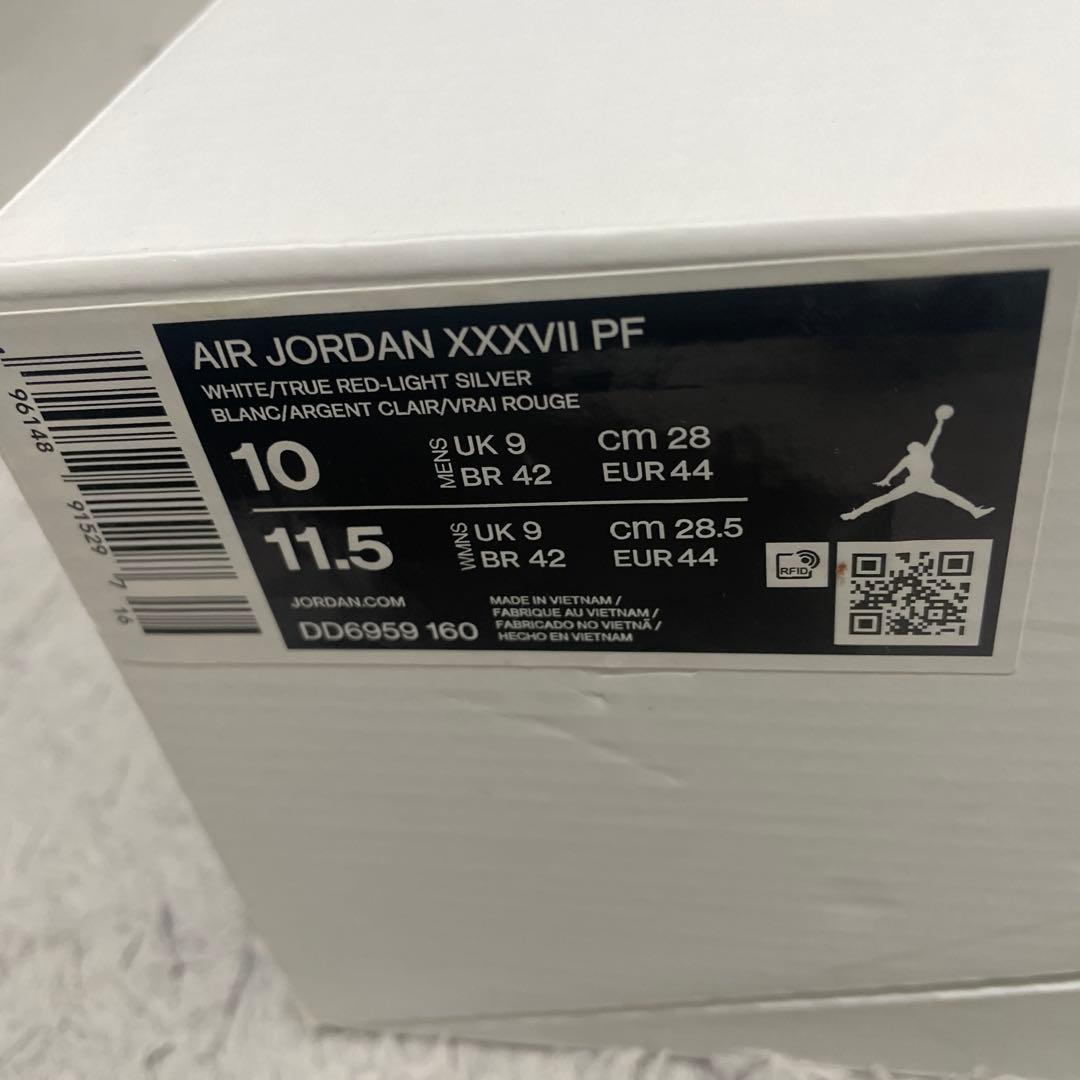 AIR JORDAN XXXVII PF
WHITE/TRUE RED-LIGHT SILVER
BLANC/ARGENT CLAIR/VRAI ROUGE
10 MENS UK 9 cm 28
BR 42 EUR 44
11.5 WMNS UK 9 cm 28.5
BR 42 EUR 44
RFID
JORDAN.COM
DD6959 160
MADE IN VIETNAM /
FABRIQUE AU VIETNAM /
FABRICADO NO VIETNÃ /
HECHO EN VIETNAM
96148 91529 7 16